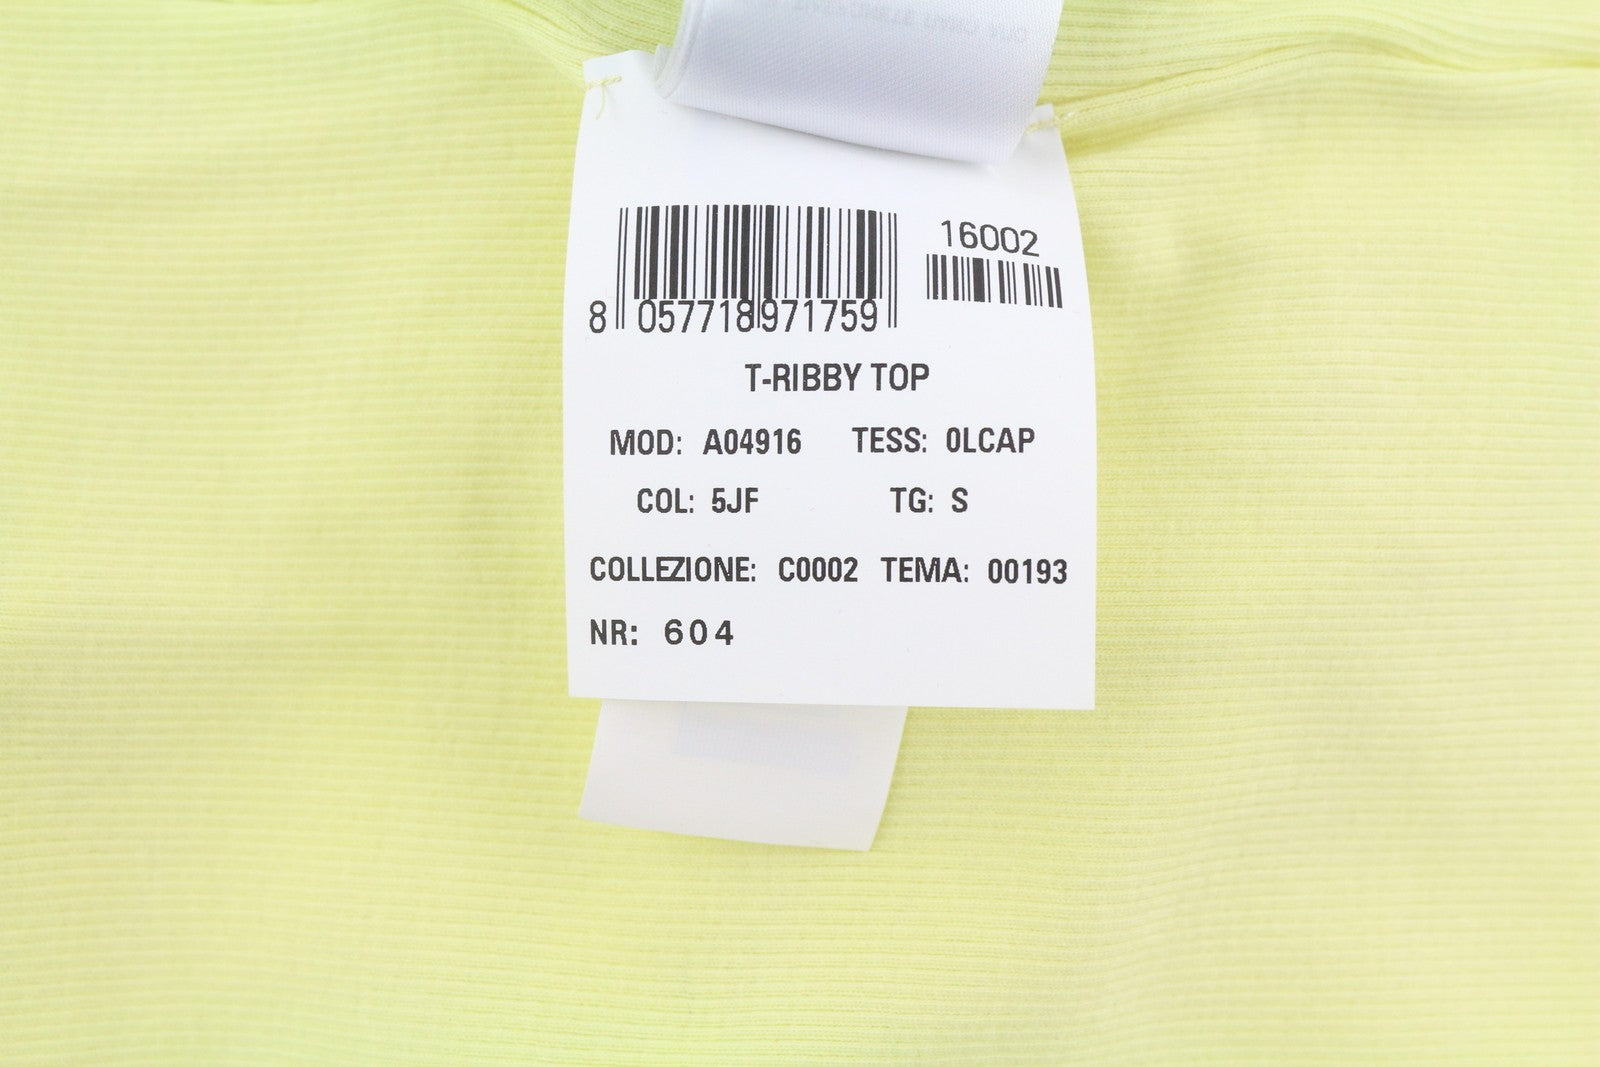 16002
8 057718 971759
T-RIBBY TOP
MOD: A04916 TESS: 0LCAP
COL: 5JF TG: S
COLLEZIONE: C0002 TEMA: 00193
NR: 604